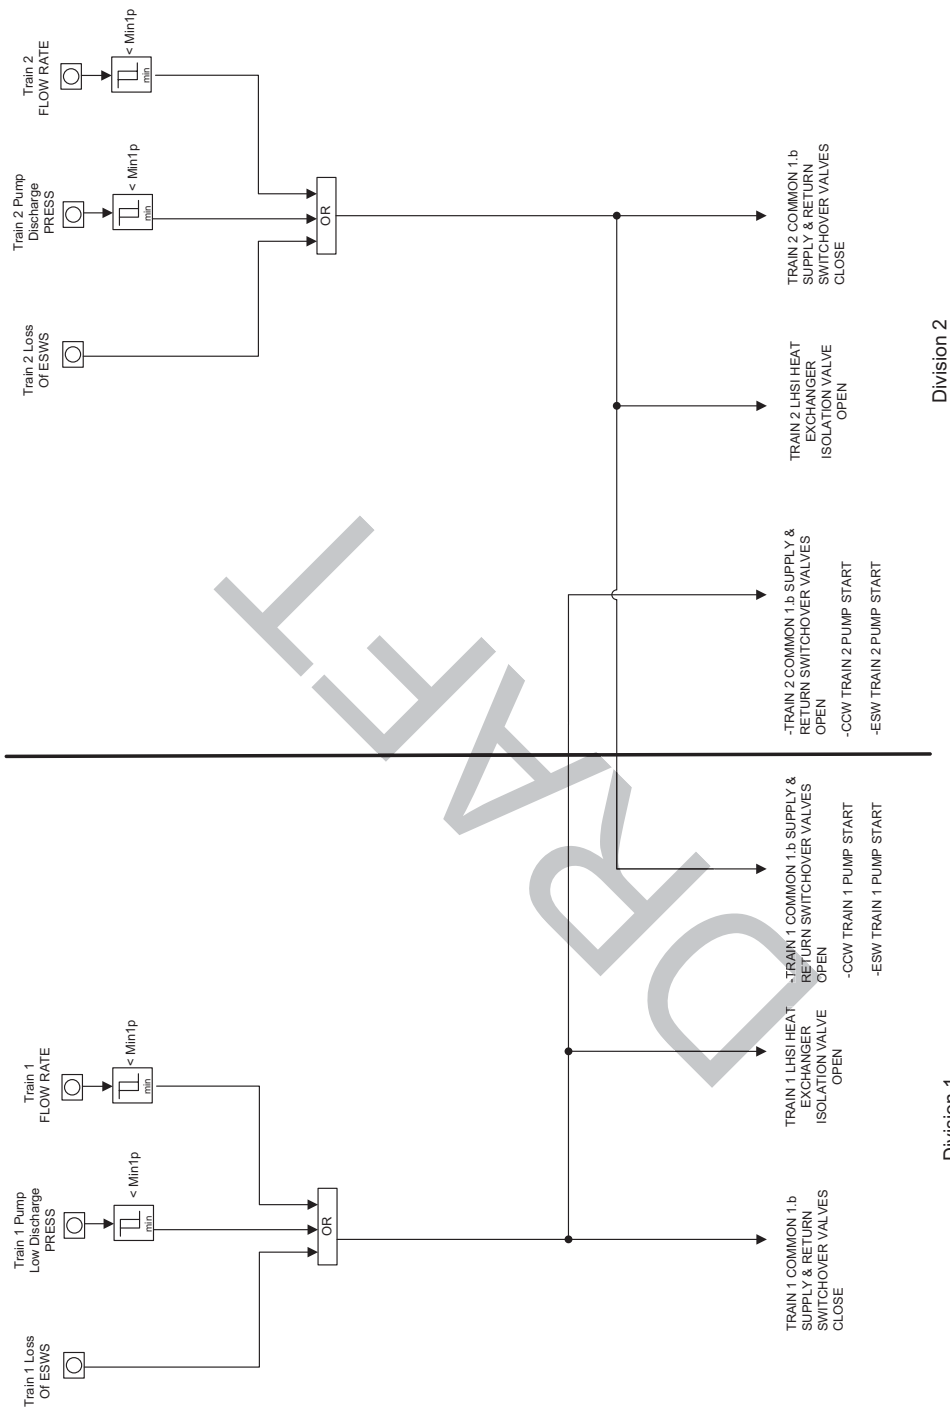 Train 1 Loss
Of ESWS
Train 1 Pump
Low Discharge
PRESS
Train 1
FLOW RATE
Train 2 Loss
Of ESWS
Train 2 Pump
Discharge
PRESS
Train 2
FLOW RATE
min
< Min1p
min
< Min1p
min
< Min1p
min
< Min1p
OR
OR
DRAFT
TRAIN 1 COMMON 1.b
SUPPLY & RETURN
SWITCHOVER VALVES
CLOSE
TRAIN 1 LHSI HEAT
EXCHANGER
ISOLATION VALVE
OPEN
-TRAIN 1 COMMON 1.b SUPPLY &
RETURN SWITCHOVER VALVES
OPEN
-CCW TRAIN 1 PUMP START
-ESW TRAIN 1 PUMP START
-TRAIN 2 COMMON 1.b SUPPLY &
RETURN SWITCHOVER VALVES
OPEN
-CCW TRAIN 2 PUMP START
-ESW TRAIN 2 PUMP START
TRAIN 2 LHSI HEAT
EXCHANGER
ISOLATION VALVE
OPEN
TRAIN 2 COMMON 1.b
SUPPLY & RETURN
SWITCHOVER VALVES
CLOSE
Division 1
Division 2